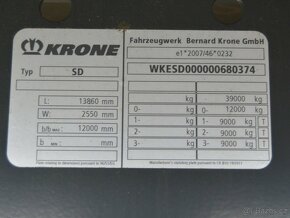 KRONE
Typ SD
L: 13860 mm
W: 2550 mm
b/b MAX : 12000 mm
b MIN : mm
Fahrzeugwerk Bernard Krone GmbH
e1*2007/46*0232
WKESD000000680374
kg 39000 kg
0- kg 0- 12000 kg
1- kg 1- 9000 kg T
2- kg 2- 9000 kg T
3- kg 3- 9000 kg T